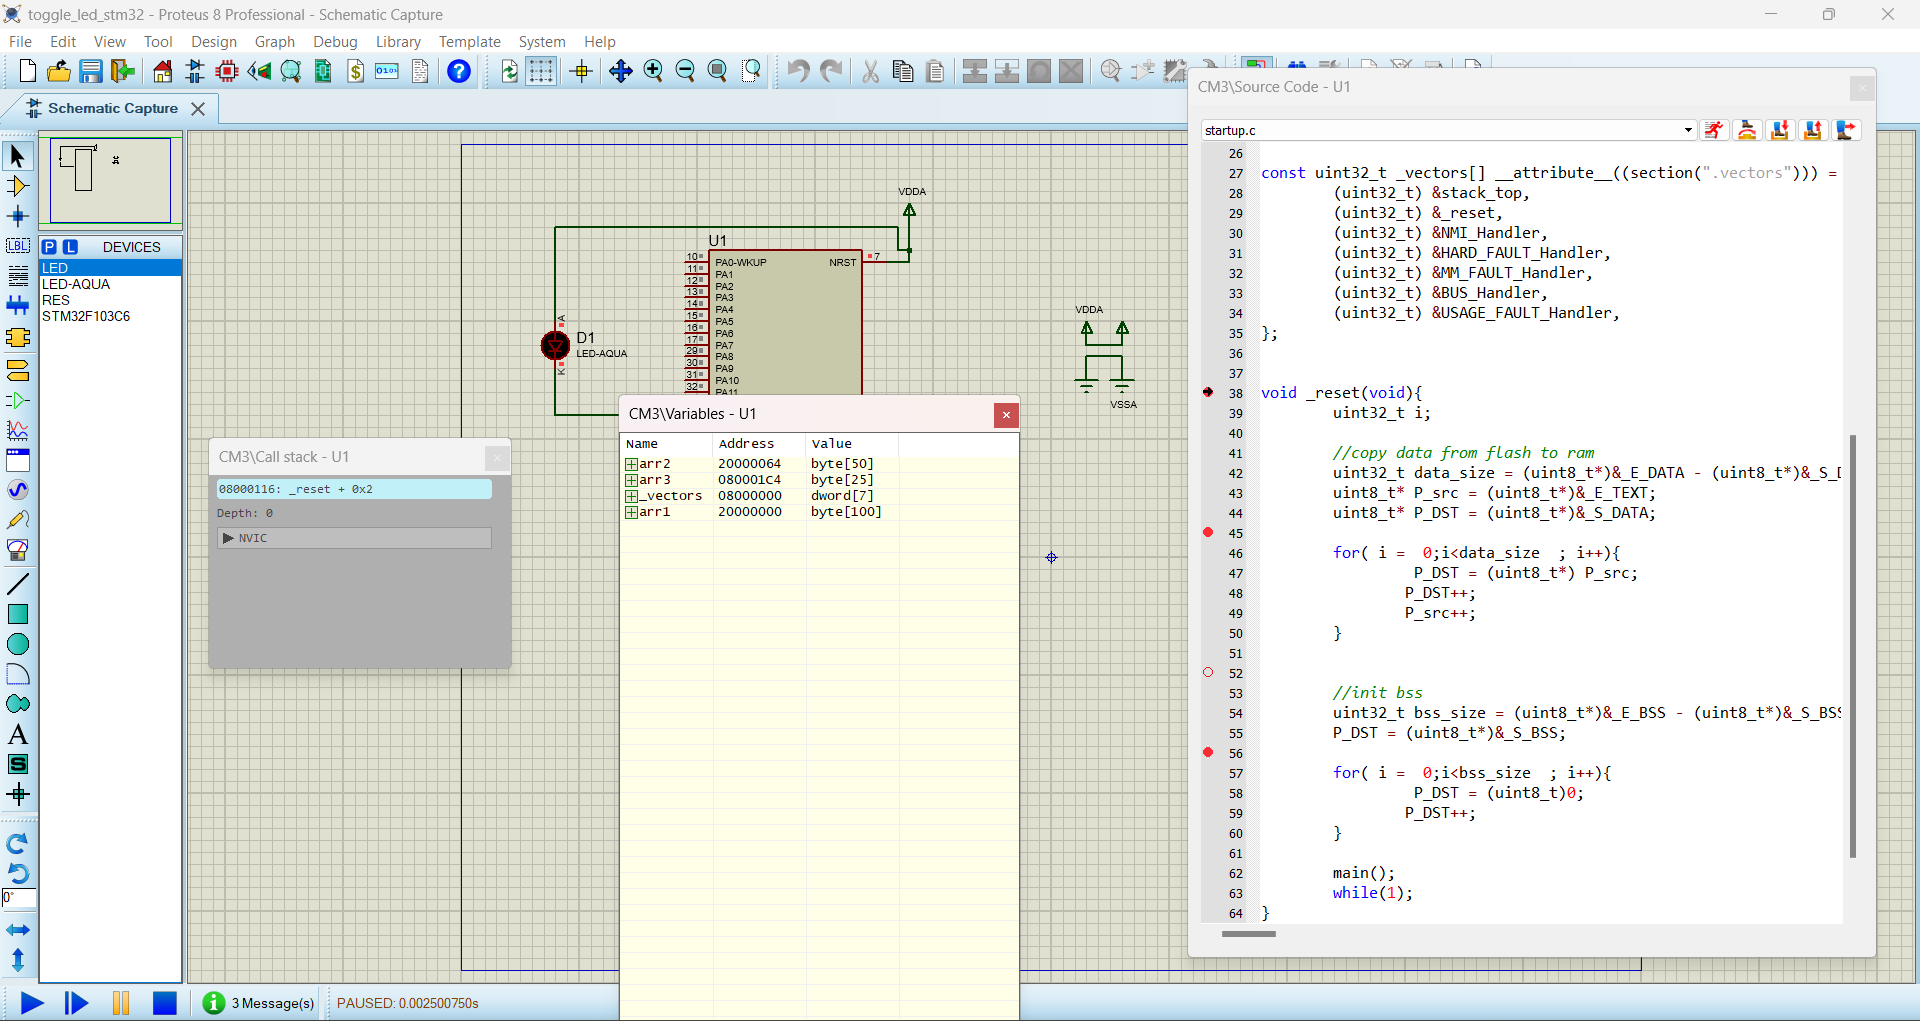 toggle_led_stm32 - Proteus 8 Professional - Schematic Capture
File Edit View Tool Design Graph Debug Library Template System Help
Schematic Capture
P L DEVICES
LED
LED-AQUA
RES
STM32F103C6
LBL
A
S
0°
VDDA
U1
10 PA0-WKUP NRST 7
11 PA1
12 PA2
13 PA3
14 PA4
15 PA5
16 PA6
17 PA7
29 PA8
30 PA9
31 PA10
32 PA11
A
D1
LED-AQUA
K
VDDA
VSSA
CM3\Call stack - U1
08000116: _reset + 0x2
Depth: 0
NVIC
CM3\Variables - U1
Name Address Value
arr2 20000064 byte[50]
arr3 080001C4 byte[25]
_vectors 08000000 dword[7]
arr1 20000000 byte[100]
CM3\Source Code - U1
startup.c
26
27 const uint32_t _vectors[] __attribute__((section(".vectors"))) =
28 (uint32_t) &stack_top,
29 (uint32_t) &_reset,
30 (uint32_t) &NMI_Handler,
31 (uint32_t) &HARD_FAULT_Handler,
32 (uint32_t) &MM_FAULT_Handler,
33 (uint32_t) &BUS_Handler,
34 (uint32_t) &USAGE_FAULT_Handler,
35 };
36
37
38 void _reset(void){
39 uint32_t i;
40
41 //copy data from flash to ram
42 uint32_t data_size = (uint8_t*)&_E_DATA - (uint8_t*)&_S_D
43 uint8_t* P_src = (uint8_t*)&_E_TEXT;
44 uint8_t* P_DST = (uint8_t*)&_S_DATA;
45
46 for( i = 0;i<data_size ; i++){
47 P_DST = (uint8_t*) P_src;
48 P_DST++;
49 P_src++;
50 }
51
52
53 //init bss
54 uint32_t bss_size = (uint8_t*)&_E_BSS - (uint8_t*)&_S_BSS
55 P_DST = (uint8_t*)&_S_BSS;
56
57 for( i = 0;i<bss_size ; i++){
58 P_DST = (uint8_t)0;
59 P_DST++;
60 }
61
62 main();
63 while(1);
64 }
3 Message(s) PAUSED: 0.002500750s